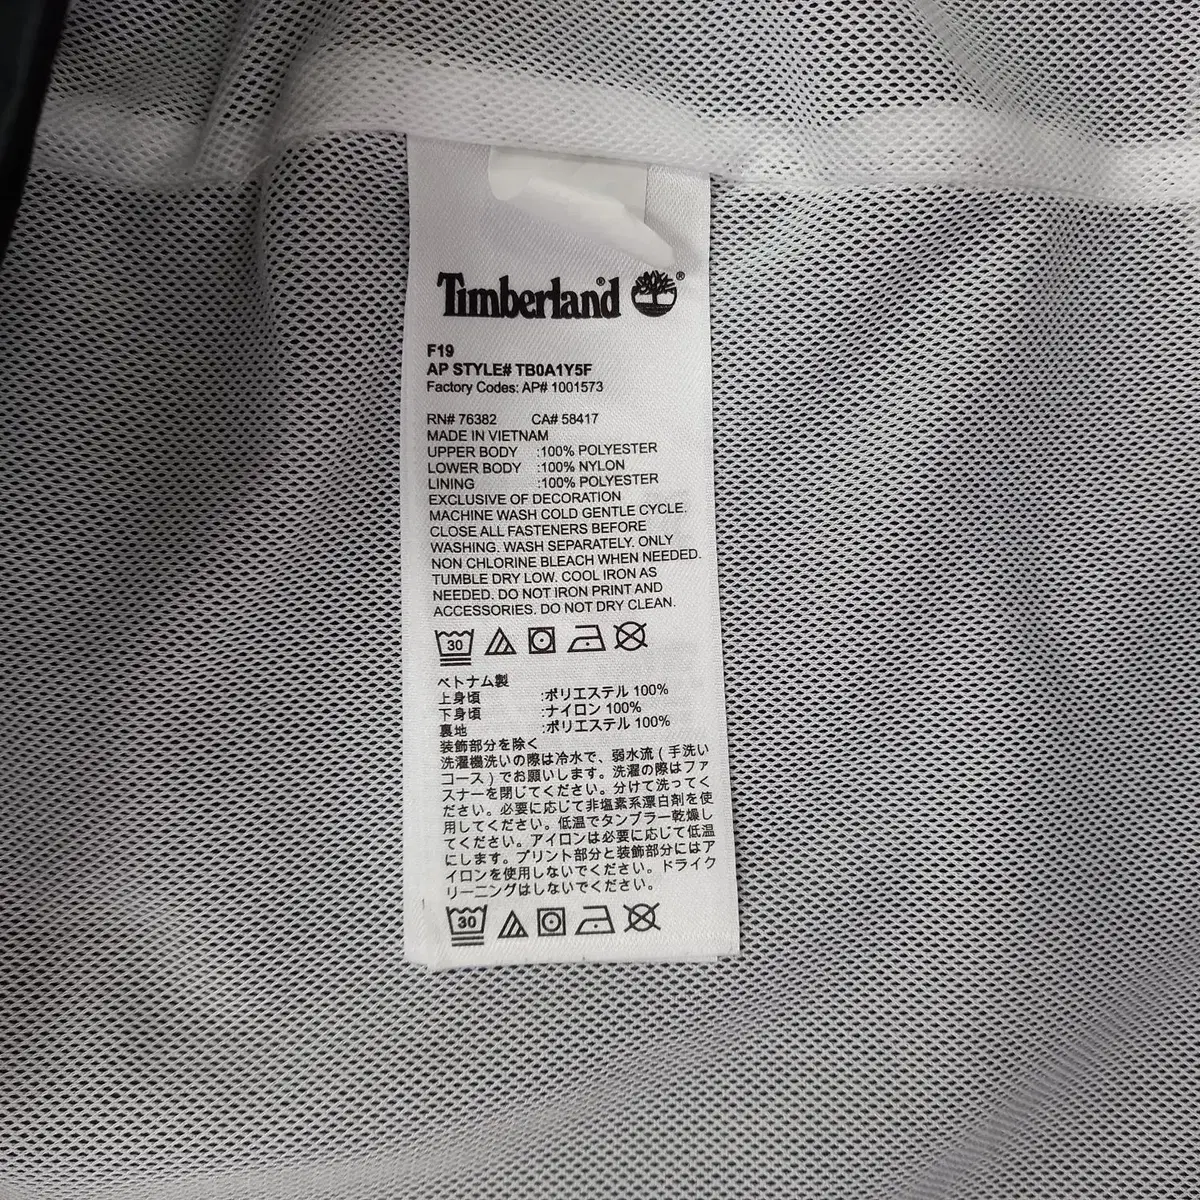 Timberland®
F19
AP STYLE# TB0A1Y5F
Factory Codes: AP# 1001573
RN# 76382 CA# 58417
MADE IN VIETNAM
UPPER BODY :100% POLYESTER
LOWER BODY :100% NYLON
LINING :100% POLYESTER
EXCLUSIVE OF DECORATION
MACHINE WASH COLD GENTLE CYCLE.
CLOSE ALL FASTENERS BEFORE
WASHING. WASH SEPARATELY. ONLY
NON CHLORINE BLEACH WHEN NEEDED.
TUMBLE DRY LOW. COOL IRON AS
NEEDED. DO NOT IRON PRINT AND
ACCESSORIES. DO NOT DRY CLEAN.
30
ベトナム製
上身頃 :ポリエステル 100%
下身頃 :ナイロン 100%
裏地 :ポリエステル 100%
装飾部分を除く
洗濯機洗いの際は冷水で、弱水流 ( 手洗い
コース ) でお願いします。洗濯の際はファ
スナーを閉じてください。分けて洗ってく
ださい。必要に応じて非塩素系漂白剤を使
用してください。低温でタンブラー乾燥し
てください。アイロンは必要に応じて低温
にします。プリント部分と装飾部分にはア
イロンを使用しないでください。ドライク
リーニングはしないでください。
30